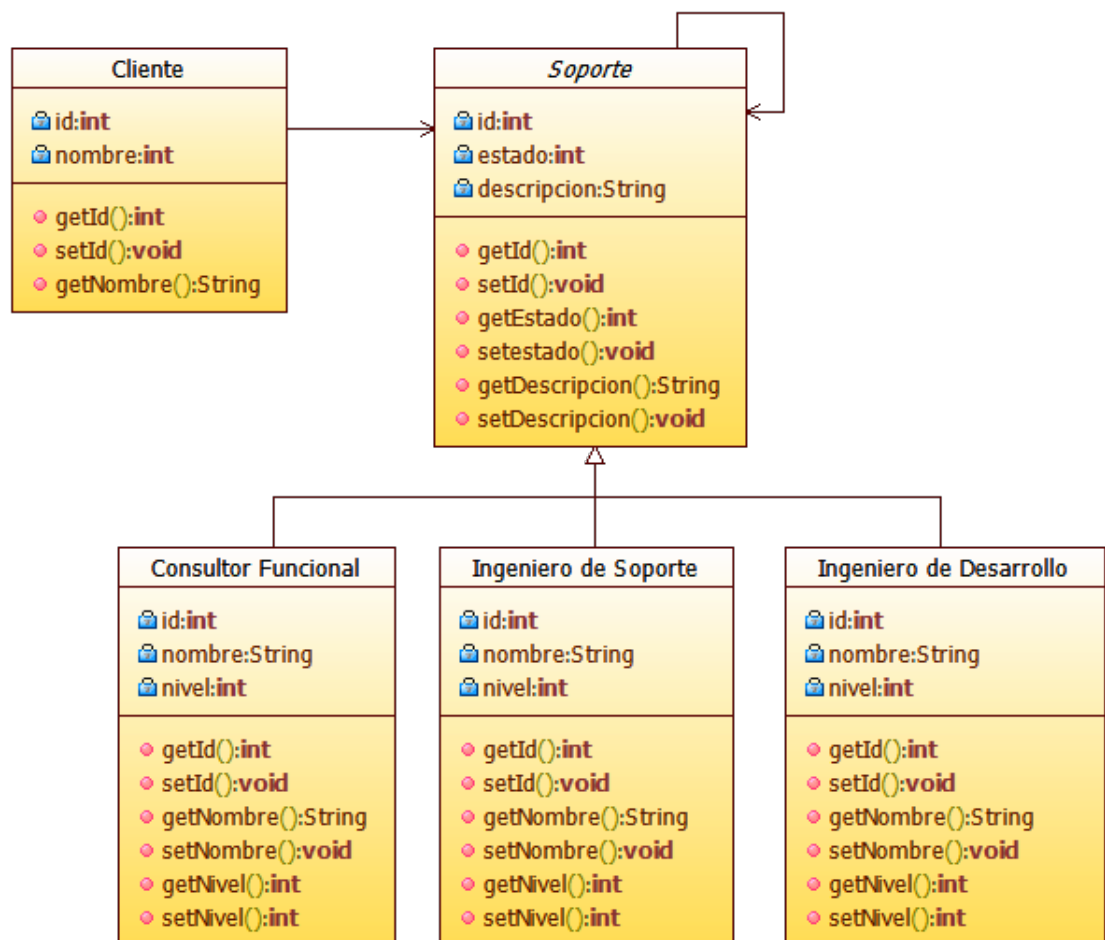 Cliente
id:int
nombre:int
getId():int
setId():void
getNombre():String
Soporte
id:int
estado:int
descripcion:String
getId():int
setId():void
getEstado():int
setestado():void
getDescripcion():String
setDescripcion():void
Consultor Funcional
id:int
nombre:String
nivel:int
getId():int
setId():void
getNombre():String
setNombre():void
getNivel():int
setNivel():int
Ingeniero de Soporte
id:int
nombre:String
nivel:int
getId():int
setId():void
getNombre():String
setNombre():void
getNivel():int
setNivel():int
Ingeniero de Desarrollo
id:int
nombre:String
nivel:int
getId():int
setId():void
getNombre():String
setNombre():void
getNivel():int
setNivel():int